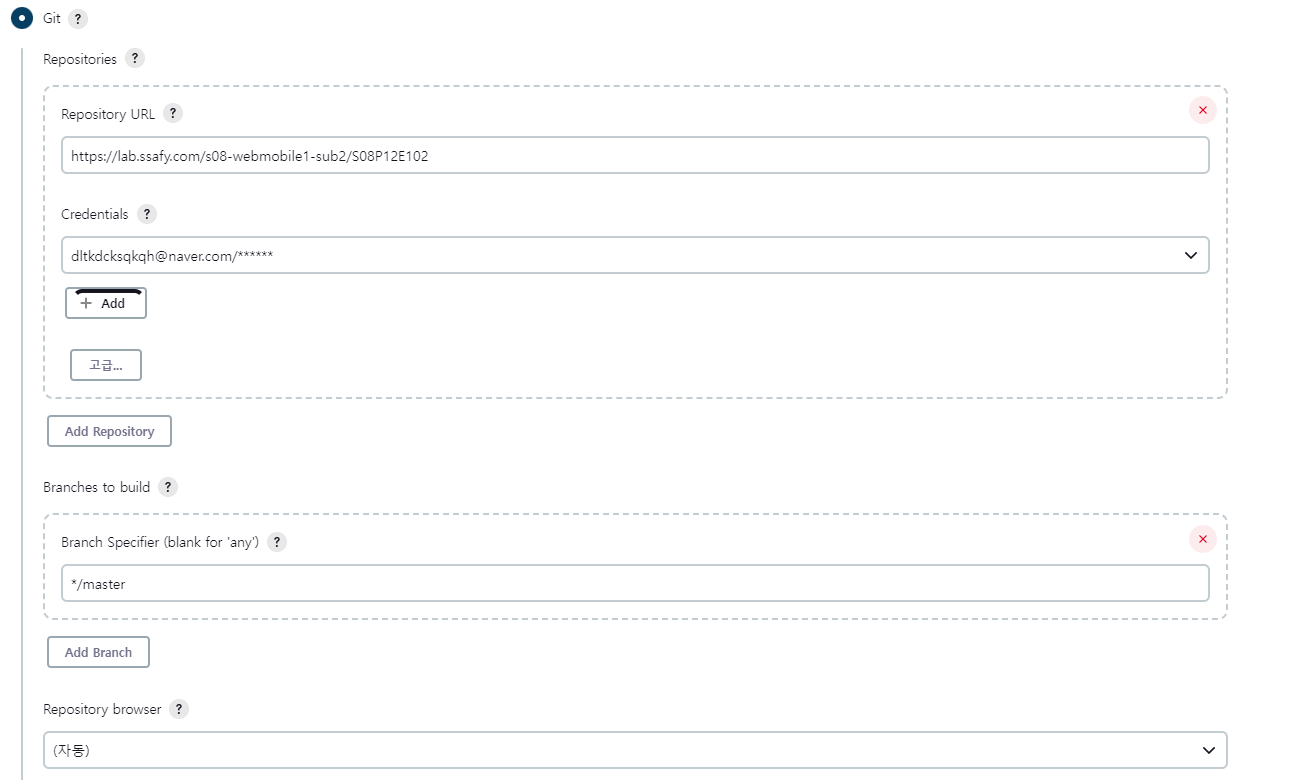 Git ?
Repositories ?
Repository URL ?
https://lab.ssafy.com/s08-webmobile1-sub2/S08P12E102
Credentials ?
dltkdcksqkqh@naver.com/******
+ Add
고급...
Add Repository
Branches to build ?
Branch Specifier (blank for 'any') ?
*/master
Add Branch
Repository browser ?
(자동)